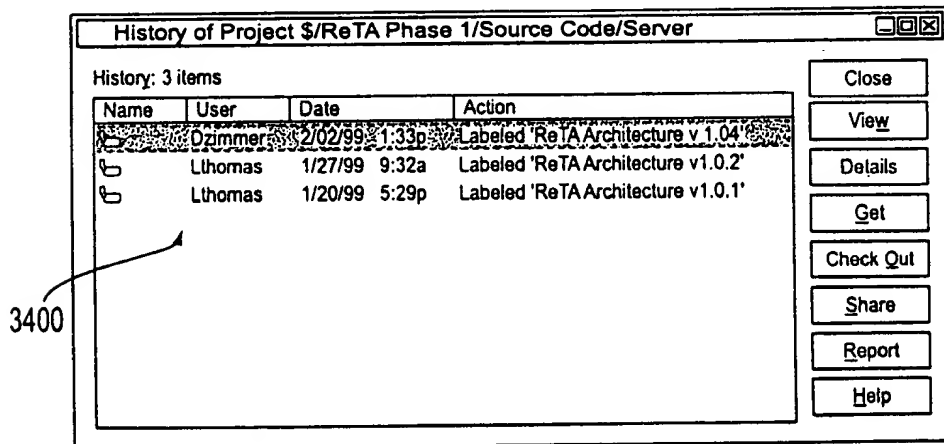 History of Project $/ReTA Phase 1/Source Code/Server
History: 3 items
Close
View
Details
Get
Check Out
Share
Report
Help
Name User Date Action
Dzimmer 2/02/99 1:33p Labeled 'ReTA Architecture v 1.04'
Lthomas 1/27/99 9:32a Labeled 'ReTA Architecture v1.0.2'
Lthomas 1/20/99 5:29p Labeled 'ReTA Architecture v1.0.1'
3400